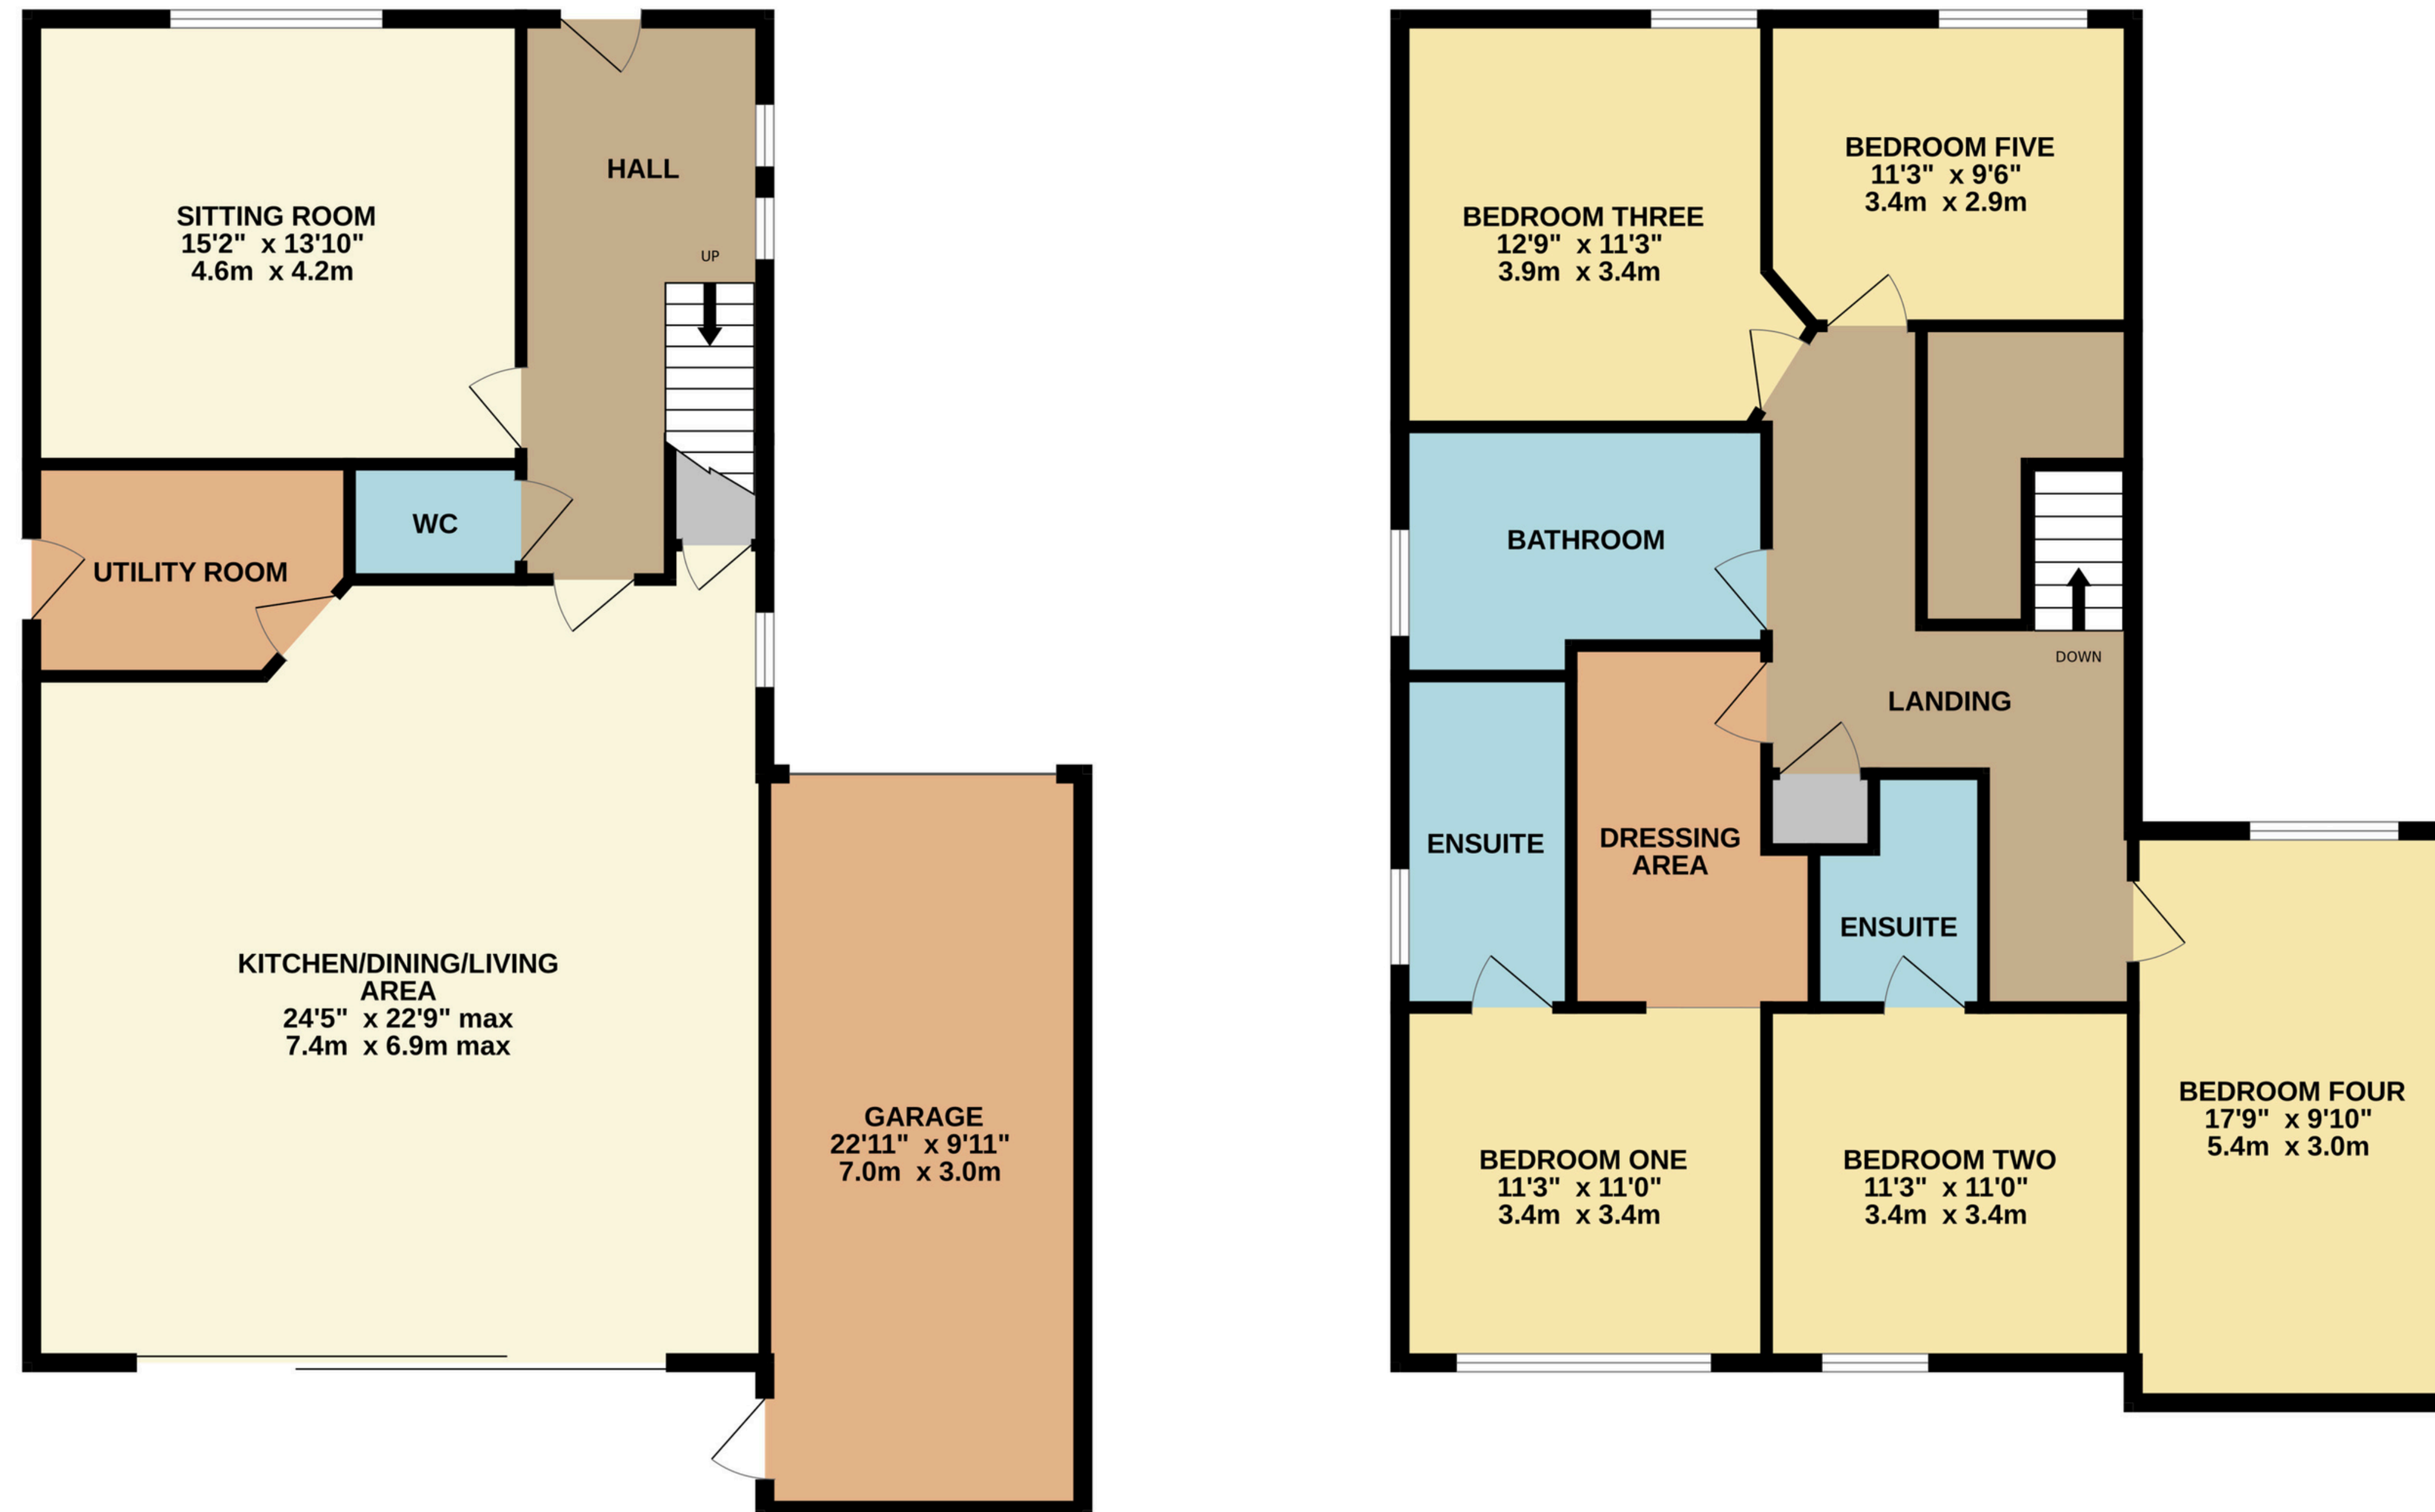 HALL
SITTING ROOM
15'2" x 13'10"
4.6m x 4.2m
UP
WC
UTILITY ROOM
KITCHEN/DINING/LIVING
AREA
24'5" x 22'9" max
7.4m x 6.9m max
GARAGE
22'11" x 9'11"
7.0m x 3.0m
BEDROOM FIVE
11'3" x 9'6"
3.4m x 2.9m
BEDROOM THREE
12'9" x 11'3"
3.9m x 3.4m
BATHROOM
DOWN
LANDING
ENSUITE
DRESSING
AREA
ENSUITE
BEDROOM FOUR
17'9" x 9'10"
5.4m x 3.0m
BEDROOM ONE
11'3" x 11'0"
3.4m x 3.4m
BEDROOM TWO
11'3" x 11'0"
3.4m x 3.4m